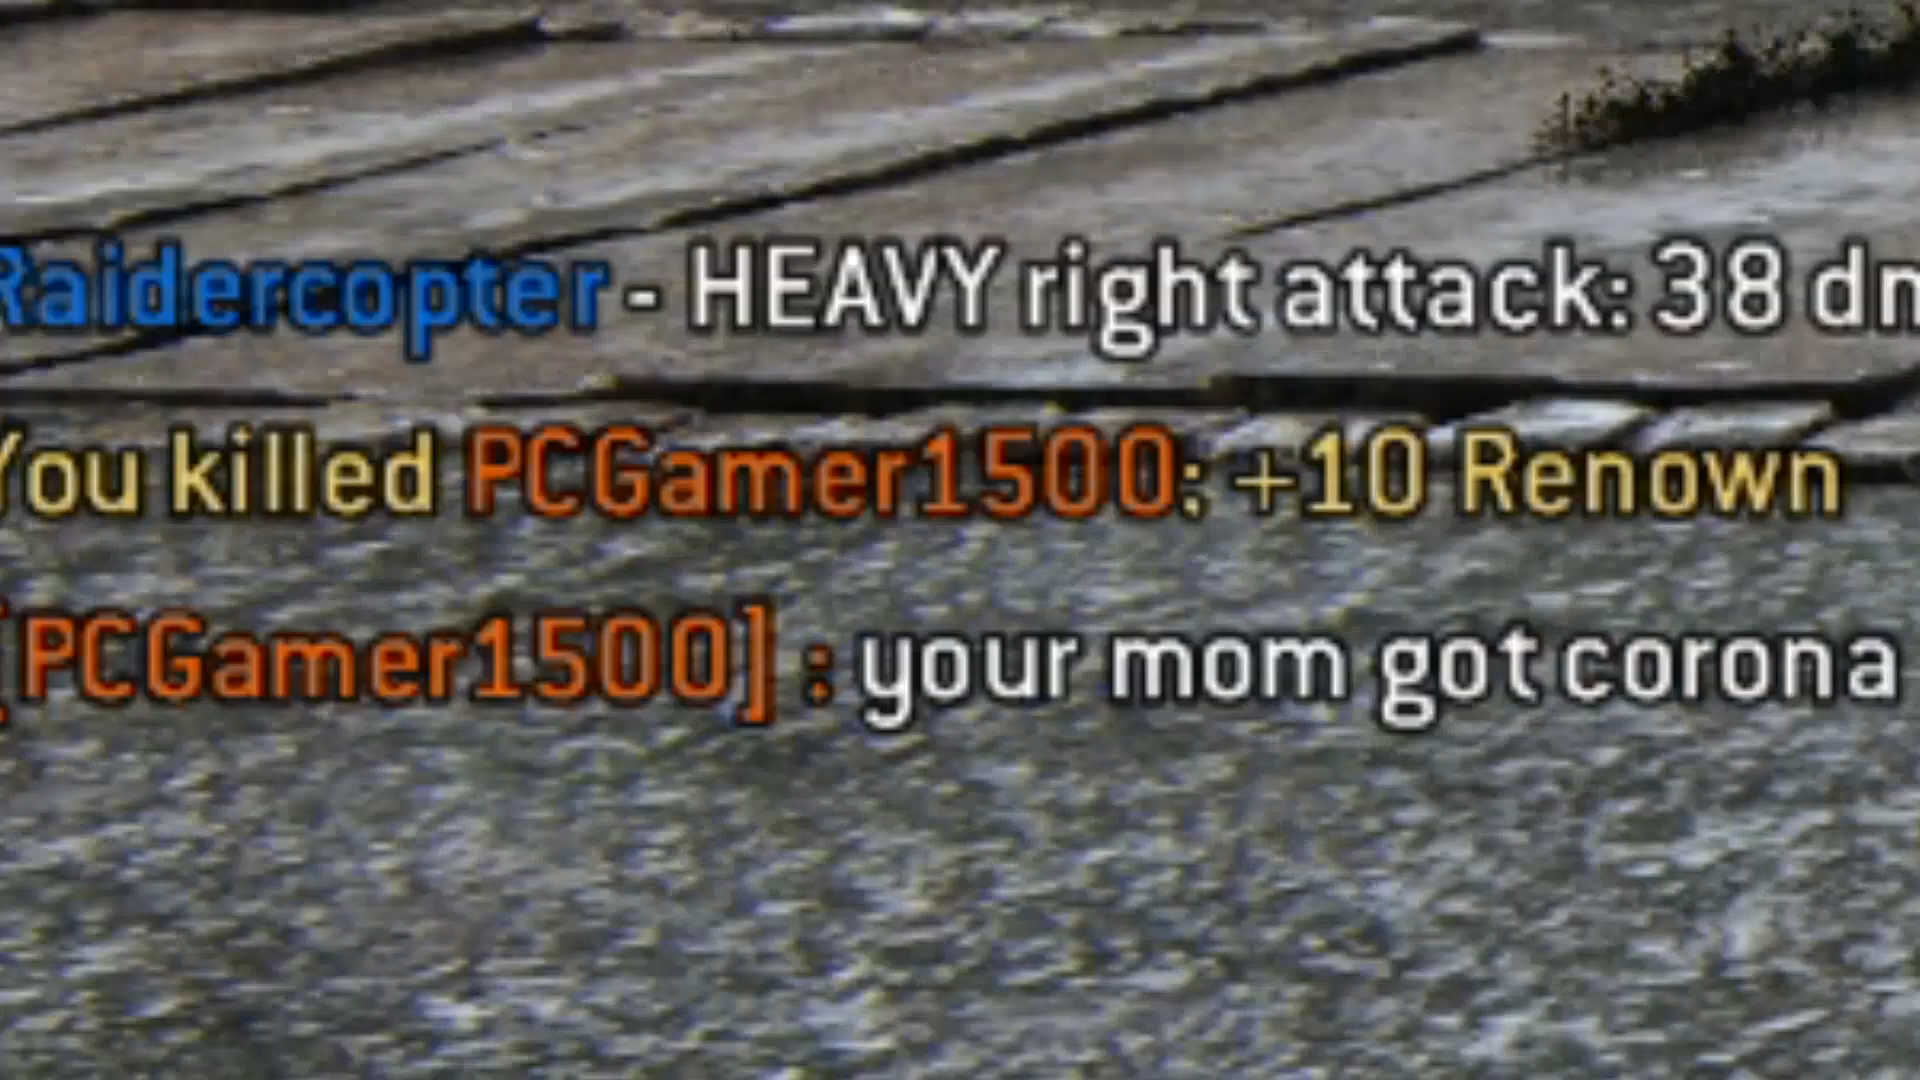 Raidercopter - HEAVY right attack: 38 dm
You killed PCGamer1500: +10 Renown
[PCGamer1500] : your mom got corona